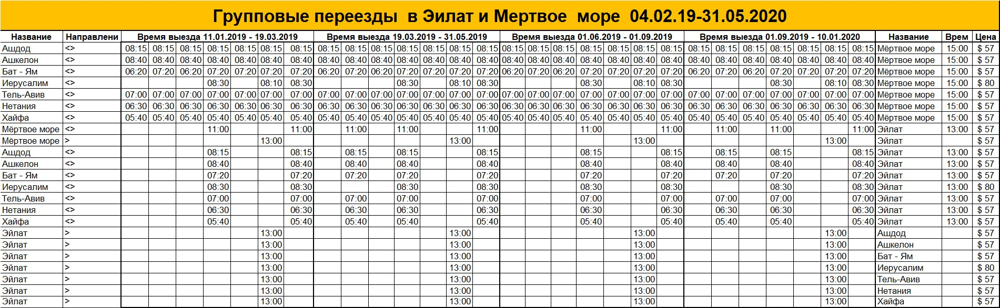 Групповые переезды в Эилат и Мертвое море 04.02.19-31.05.2020
Название Направлени Время выезда 11.01.2019 - 19.03.2019 Время выезда 19.03.2019 - 31.05.2019 Время выезда 01.06.2019 - 01.09.2019 Время выезда 01.09.2019 - 10.01.2020 Название Врем Цена
Ашдод <> 08:15 08:15 08:15 08:15 08:15 08:15 08:15 08:15 08:15 08:15 08:15 08:15 08:15 08:15 08:15 08:15 08:15 08:15 08:15 08:15 08:15 08:15 08:15 08:15 08:15 08:15 08:15 08:15 Мёртвое море 15:00 $ 57
Ашкелон <> 08:40 08:40 08:40 08:40 08:40 08:40 08:40 08:40 08:40 08:40 08:40 08:40 08:40 08:40 08:40 08:40 08:40 08:40 08:40 08:40 08:40 08:40 08:40 08:40 08:40 08:40 08:40 08:40 Мёртвое море 15:00 $ 57
Бат - Ям <> 06:20 07:20 06:20 07:20 07:20 07:20 07:20 06:20 07:20 06:20 07:20 07:20 07:20 07:20 06:20 07:20 06:20 07:20 07:20 07:20 07:20 06:20 07:20 06:20 07:20 07:20 07:20 07:20 Мёртвое море 15:00 $ 57
Иерусалим <> 08:30 08:10 08:30 08:30 08:10 08:30 08:30 08:10 08:30 08:30 08:10 08:30 Мёртвое море 15:00 $ 80
Тель-Авив <> 07:00 07:00 07:00 07:00 07:00 07:00 07:00 07:00 07:00 07:00 07:00 07:00 07:00 07:00 07:00 07:00 07:00 07:00 07:00 07:00 07:00 07:00 07:00 07:00 07:00 07:00 07:00 07:00 Мёртвое море 15:00 $ 57
Нетания <> 06:30 06:30 06:30 06:30 06:30 06:30 06:30 06:30 06:30 06:30 06:30 06:30 06:30 06:30 06:30 06:30 06:30 06:30 06:30 06:30 06:30 06:30 06:30 06:30 06:30 06:30 06:30 06:30 Мёртвое море 15:00 $ 57
Хайфа <> 05:40 05:40 05:40 05:40 05:40 05:40 05:40 05:40 05:40 05:40 05:40 05:40 05:40 05:40 05:40 05:40 05:40 05:40 05:40 05:40 05:40 05:40 05:40 05:40 05:40 05:40 05:40 05:40 Мёртвое море 15:00 $ 57
Мёртвое море <> 11:00 11:00 11:00 11:00 11:00 11:00 11:00 11:00 11:00 11:00 Эйлат 13:00 $ 57
Мёртвое море > 13:00 13:00 13:00 13:00 Эйлат $ 57
Ашдод <> 08:15 08:15 08:15 08:15 08:15 08:15 08:15 08:15 08:15 08:15 Эйлат 13:00 $ 57
Ашкелон <> 08:40 08:40 08:40 08:40 08:40 08:40 08:40 08:40 08:40 08:40 Эйлат 13:00 $ 57
Бат - Ям <> 07:20 07:20 07:20 07:20 07:20 07:20 07:20 07:20 07:20 07:20 Эйлат 13:00 $ 57
Иерусалим <> 08:30 08:30 08:30 08:30 08:30 08:30 08:30 08:30 Эйлат 13:00 $ 80
Тель-Авив <> 07:00 07:00 07:00 07:00 07:00 07:00 07:00 07:00 07:00 07:00 Эйлат 13:00 $ 57
Нетания <> 06:30 06:30 06:30 06:30 06:30 06:30 06:30 06:30 06:30 06:30 Эйлат 13:00 $ 57
Хайфа <> 05:40 05:40 05:40 05:40 05:40 05:40 05:40 05:40 05:40 05:40 Эйлат 13:00 $ 57
Эйлат > 13:00 13:00 13:00 13:00 Ашдод $ 57
Эйлат > 13:00 13:00 13:00 13:00 Ашкелон $ 57
Эйлат > 13:00 13:00 13:00 13:00 Бат - Ям $ 57
Эйлат > 13:00 13:00 13:00 13:00 Иерусалим $ 80
Эйлат > 13:00 13:00 13:00 13:00 Тель-Авив $ 57
Эйлат > 13:00 13:00 13:00 13:00 Нетания $ 57
Эйлат > 13:00 13:00 13:00 13:00 Хайфа $ 57